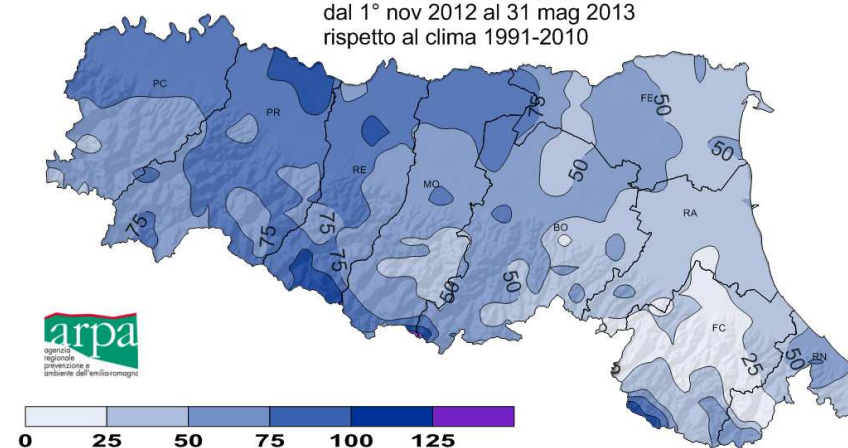 dal 1° nov 2012 al 31 mag 2013
rispetto al clima 1991-2010
PC
PR
RE
MO
FE
BO
RA
FC
RN
75
75
75
75
75
50
50
50
50
50
50
25
arpa
agenzia
regionale
prevenzione e
ambiente dell'emilia-romagna
0 25 50 75 100 125